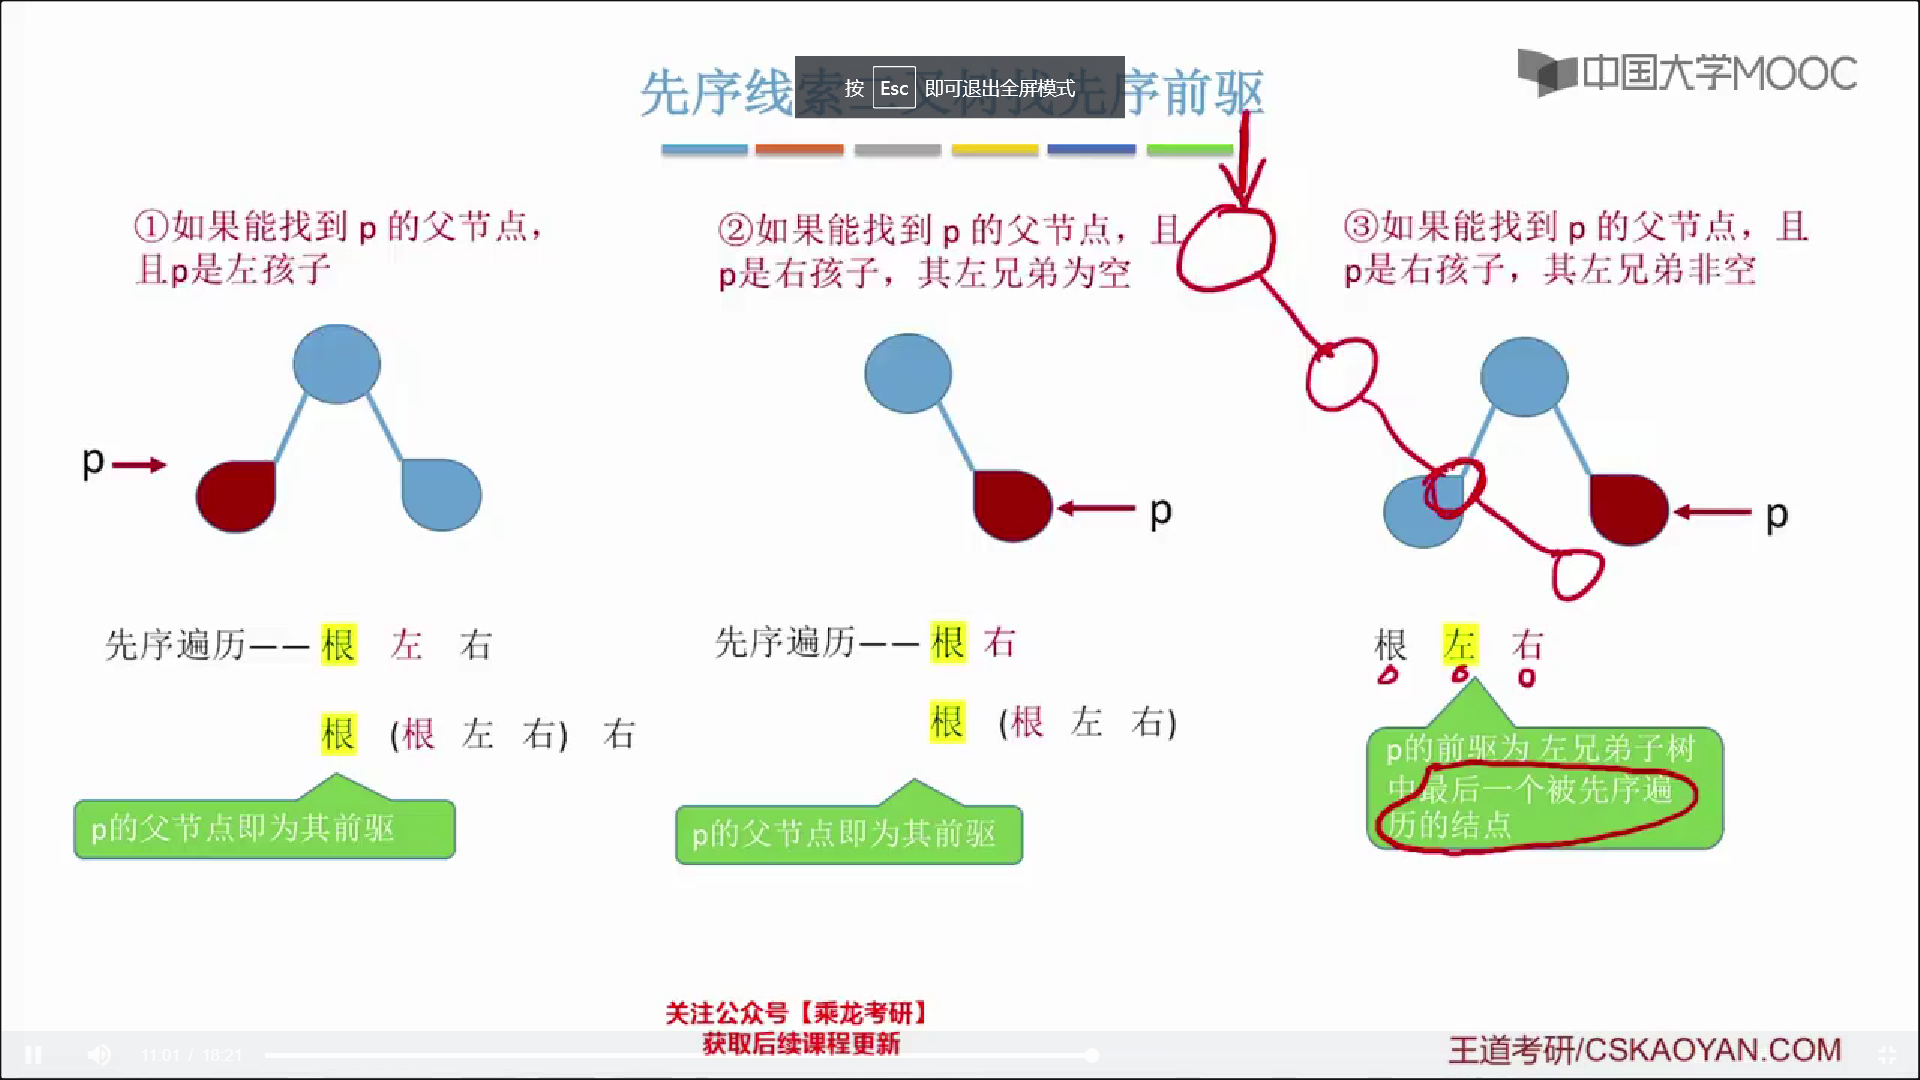 先序线索二叉树找先序前驱
按 Esc 即可退出全屏模式
中国大学MOOC
①如果能找到 p 的父节点，
且p是左孩子
p
先序遍历——根 左 右
根 (根 左 右) 右
p的父节点即为其前驱
②如果能找到 p 的父节点，且
p是右孩子，其左兄弟为空
p
先序遍历——根 右
根 (根 左 右)
p的父节点即为其前驱
③如果能找到 p 的父节点，且
p是右孩子，其左兄弟非空
p
根 左 右
p的前驱为 左兄弟子树
中最后一个被先序遍
历的结点
关注公众号【乘龙考研】
获取后续课程更新
11:01 / 18:21
王道考研/CSKAOYAN.COM